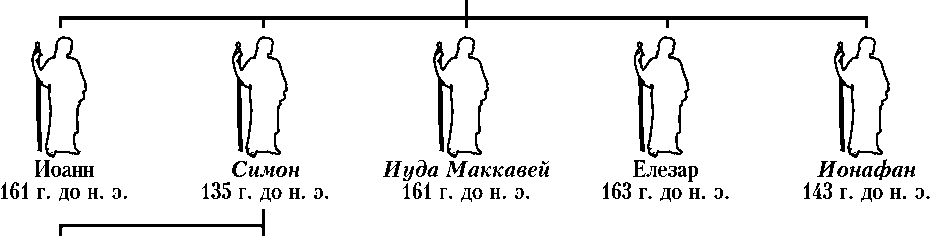 Иоанн Симон Иуда Маккавей Елезар Ионафан
161 г. до н. э. 135 г. до н. э. 161 г. до н. э. 163 г. до н. э. 143 г. до н. э.